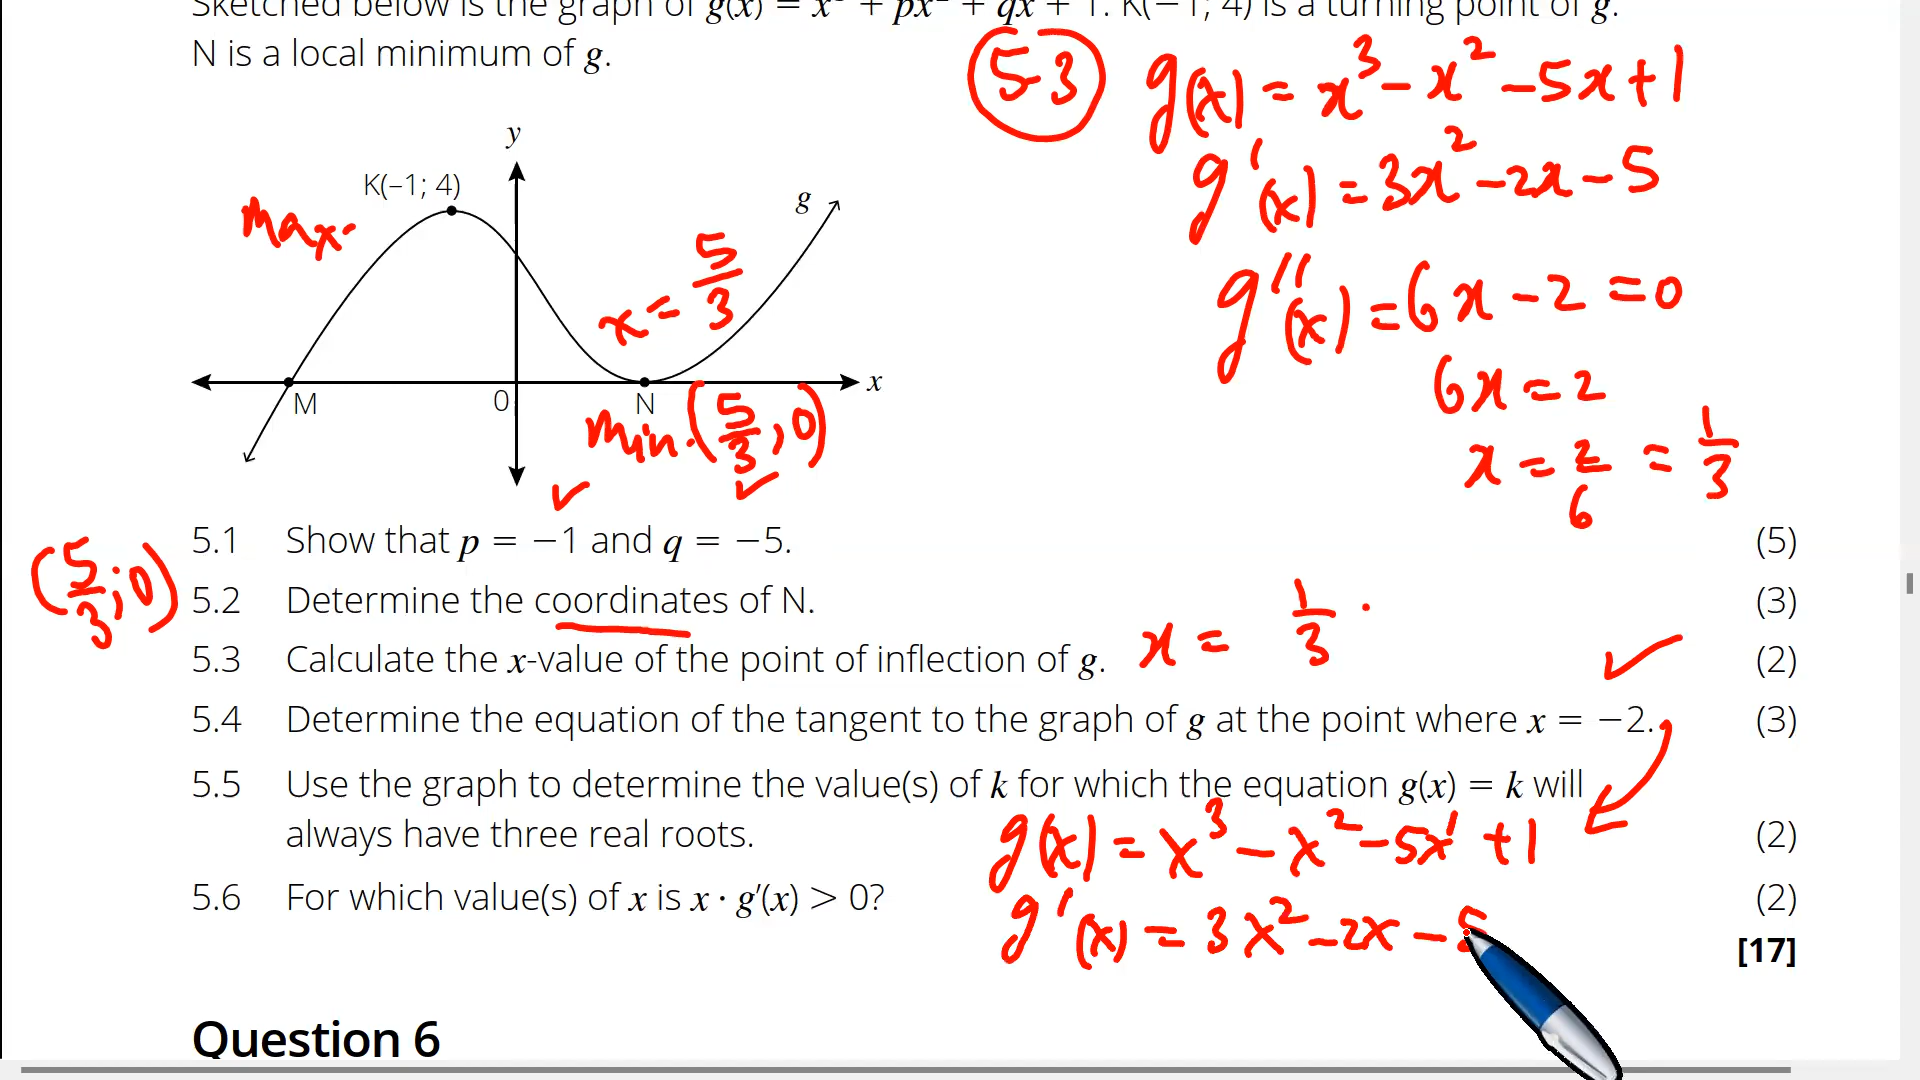 Sketched below is the graph of g(x) = x³ + px² + qx + 1. K(−1; 4) is a turning point of g.
N is a local minimum of g.
5.3
g(x) = x³ − x² − 5x + 1
g'(x) = 3x² − 2x − 5
g''(x) = 6x − 2 = 0
6x = 2
x = 2/6 = 1/3
y
K(−1; 4)
max.
g
x = 5/3
M
0
N
x
min. (5/3; 0)
5.1 Show that p = −1 and q = −5. (5)
(5/3; 0)
5.2 Determine the coordinates of N. (3)
x = 1/3.
5.3 Calculate the x-value of the point of inflection of g. (2)
5.4 Determine the equation of the tangent to the graph of g at the point where x = −2. (3)
5.5 Use the graph to determine the value(s) of k for which the equation g(x) = k will
always have three real roots. (2)
g(x) = x³ − x² − 5x¹ + 1
5.6 For which value(s) of x is x · g′(x) > 0? (2)
g'(x) = 3x² − 2x − 5
[17]
Question 6